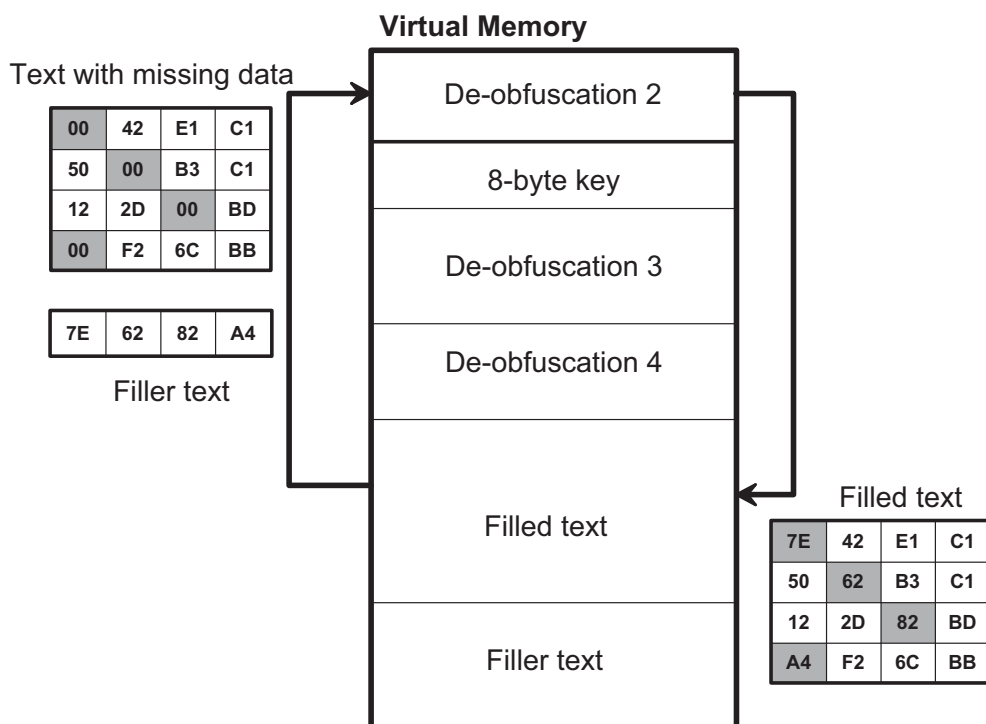 Virtual Memory
Text with missing data
00 42 E1 C1
50 00 B3 C1
12 2D 00 BD
00 F2 6C BB
7E 62 82 A4
Filler text
De-obfuscation 2
8-byte key
De-obfuscation 3
De-obfuscation 4
Filled text
Filler text
Filled text
7E 42 E1 C1
50 62 B3 C1
12 2D 82 BD
A4 F2 6C BB